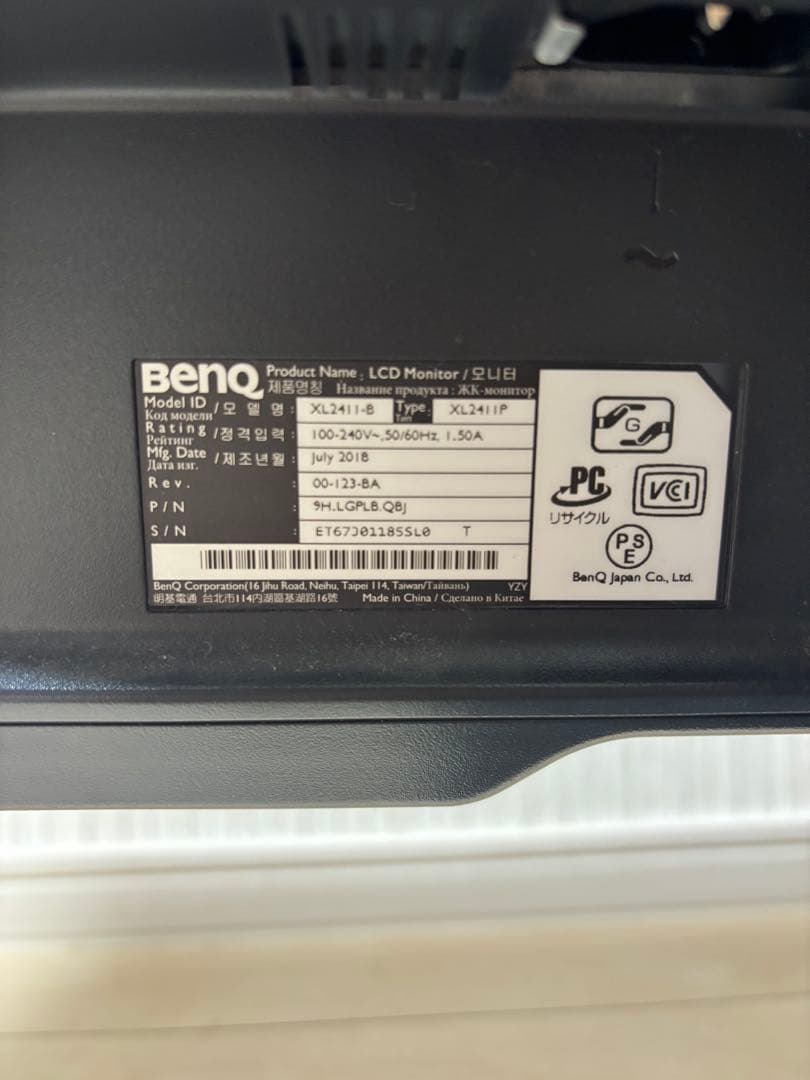 BenQ Product Name : LCD Monitor / 모니터
제품명칭 Название продукта : ЖК-монитор
Model ID / 모 델 명 : XL2411-B Type: XL2411P
Код модели Тип
Rating / 정격입력 : 100-240V~,50/60Hz, 1.50A
Рейтинг
Mfg. Date / 제조년월 : July 2018
Дата изг.
Rev. : 00-123-BA
P/N : 9H.LGPLB.QBJ
S/N : ET67J01185SL0 T
BenQ Corporation(16 Jihu Road, Neihu, Taipei 114, Taiwan/Тайвань) YZY
明基電通 台北市114內湖區基湖路16號 Made in China / Сделано в Китае
G
PC
リサイクル
VCCI
PSE
BenQ Japan Co., Ltd.